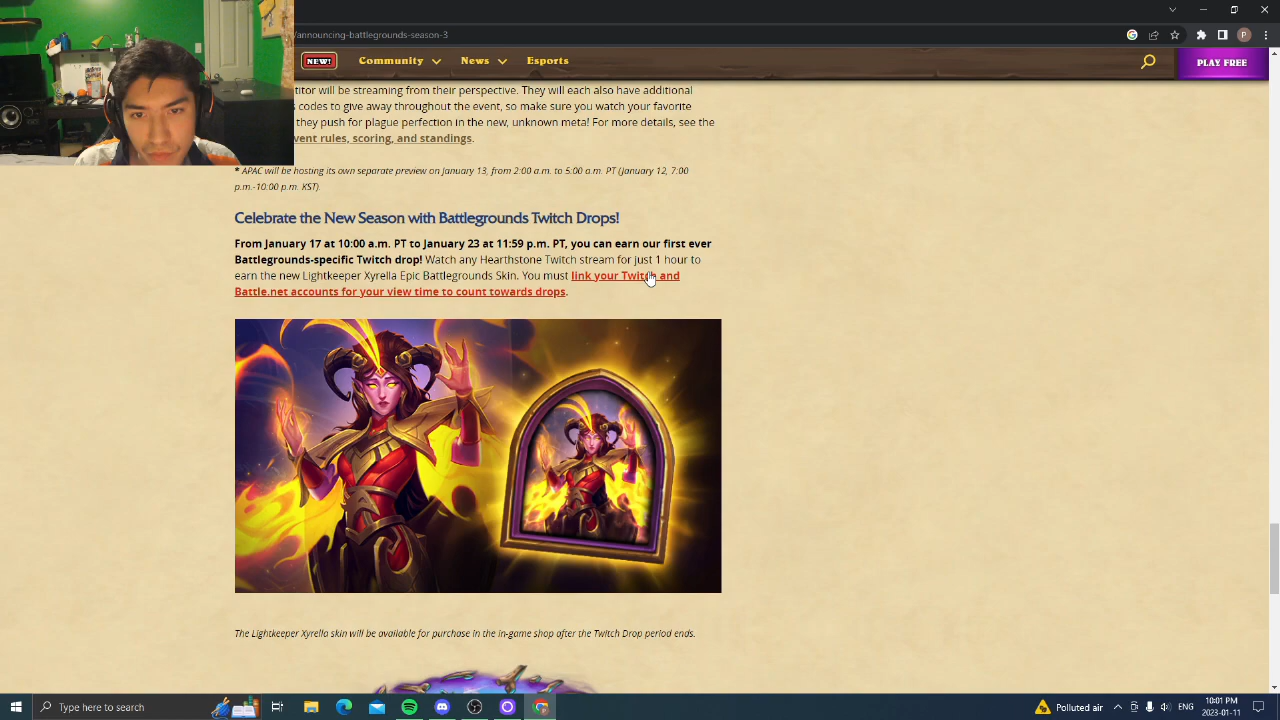 /announcing-battlegrounds-season-3
P
NEW!
Community
News
Esports
PLAY FREE
titor will be streaming from their perspective. They will each also have additional
s codes to give away throughout the event, so make sure you watch your favorite
they push for plague perfection in the new, unknown meta! For more details, see the
vent rules, scoring, and standings.
* APAC will be hosting its own separate preview on January 13, from 2:00 a.m. to 5:00 a.m. PT (January 12, 7:00
p.m.-10:00 p.m. KST).
Celebrate the New Season with Battlegrounds Twitch Drops!
From January 17 at 10:00 a.m. PT to January 23 at 11:59 p.m. PT, you can earn our first ever
Battlegrounds-specific Twitch drop! Watch any Hearthstone Twitch stream for just 1 hour to
earn the new Lightkeeper Xyrella Epic Battlegrounds Skin. You must link your Twitch and
Battle.net accounts for your view time to count towards drops.
The Lightkeeper Xyrella skin will be available for purchase in the in-game shop after the Twitch Drop period ends.
Type here to search
Polluted air
ENG
10:01 PM
2023-01-11